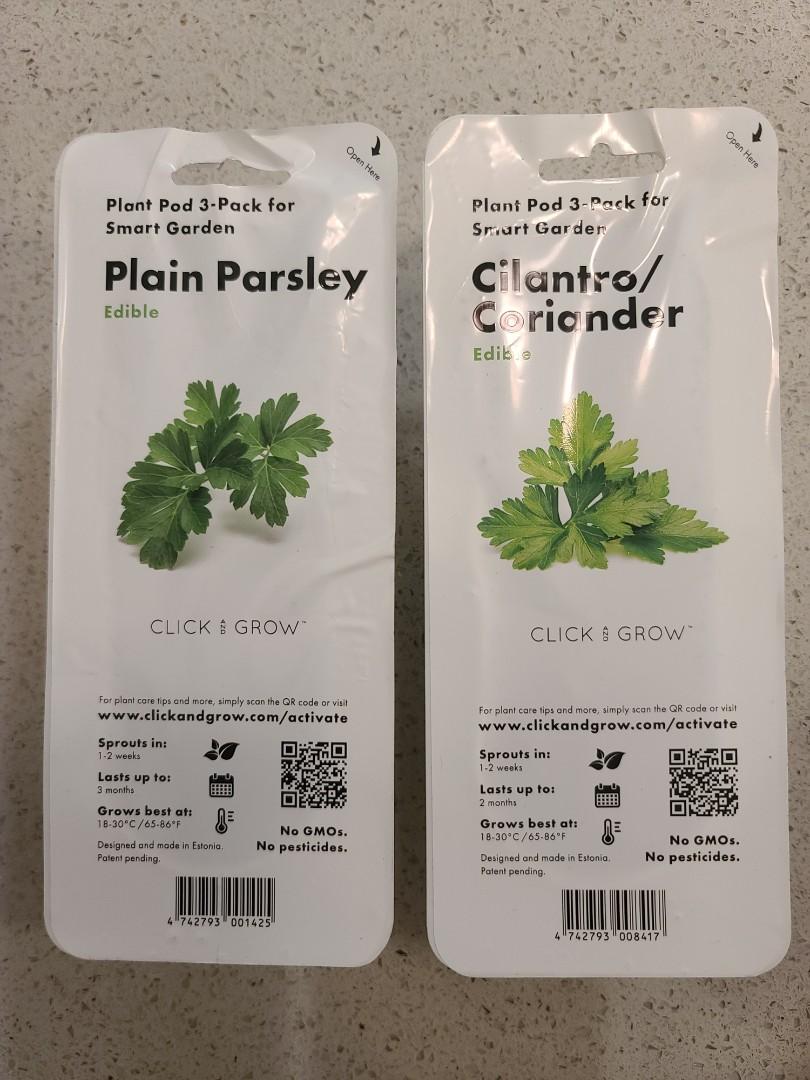 Open Here
Plant Pod 3-Pack for
Smart Garden
Plain Parsley
Edible
CLICK AND GROW™
For plant care tips and more, simply scan the QR code or visit
www.clickandgrow.com/activate
Sprouts in:
1-2 weeks
Lasts up to:
3 months
Grows best at:
18-30°C/65-86°F
No GMOs.
No pesticides.
Designed and made in Estonia.
Patent pending.
4 742793 001425
Open Here
Plant Pod 3-Pack for
Smart Garden
Cilantro/
Coriander
Edible
CLICK AND GROW™
For plant care tips and more, simply scan the QR code or visit
www.clickandgrow.com/activate
Sprouts in:
1-2 weeks
Lasts up to:
2 months
Grows best at:
18-30°C/65-86°F
No GMOs.
No pesticides.
Designed and made in Estonia.
Patent pending.
4 742793 008417